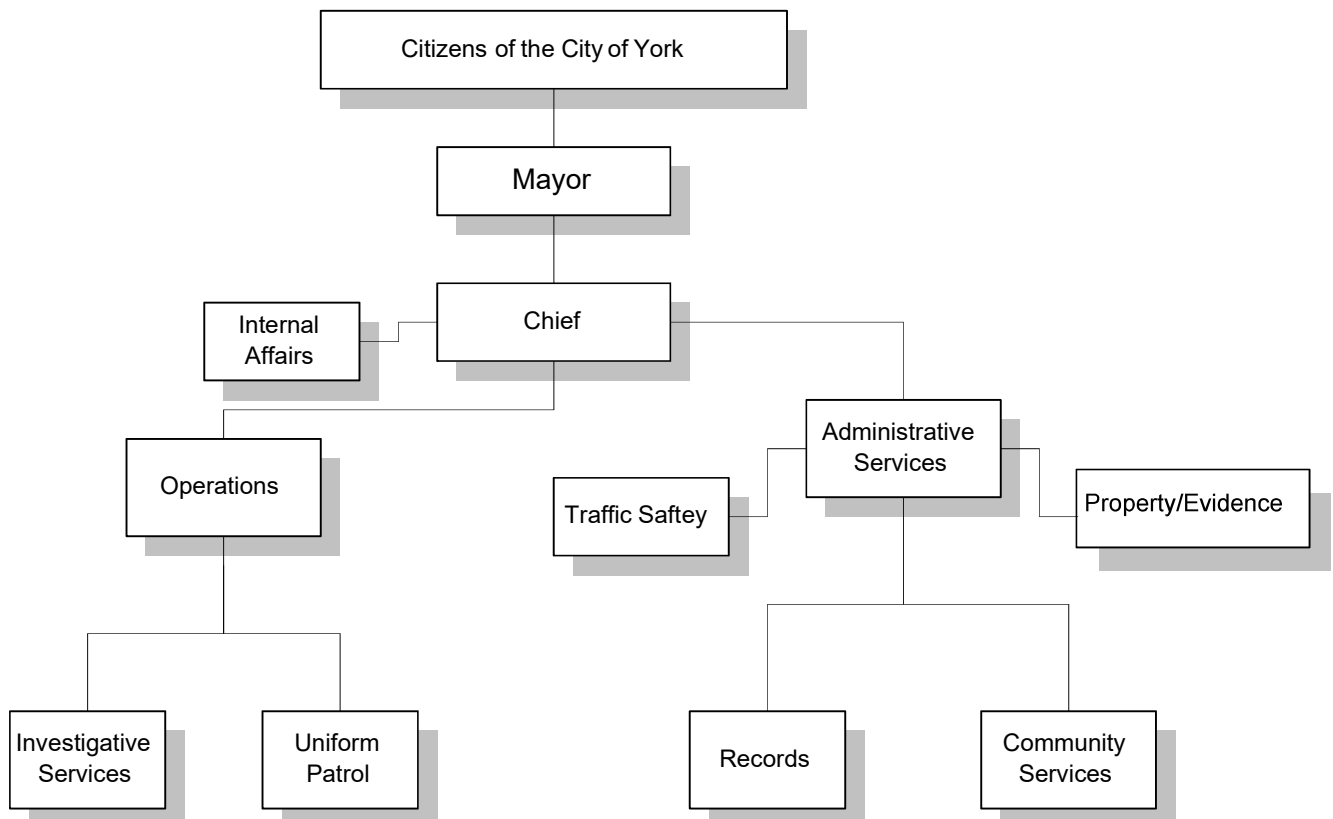 Citizens of the City of York
Mayor
Chief
Internal
Affairs
Administrative
Services
Operations
Traffic Saftey
Property/Evidence
Investigative
Services
Uniform
Patrol
Records
Community
Services